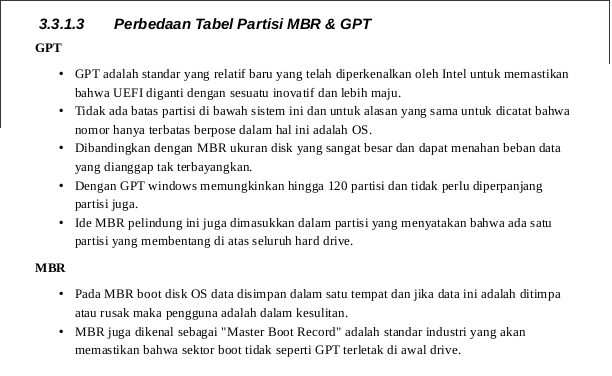 3.3.1.3 Perbedaan Tabel Partisi MBR & GPT
GPT
• GPT adalah standar yang relatif baru yang telah diperkenalkan oleh Intel untuk memastikan
bahwa UEFI diganti dengan sesuatu inovatif dan lebih maju.
• Tidak ada batas partisi di bawah sistem ini dan untuk alasan yang sama untuk dicatat bahwa
nomor hanya terbatas berpose dalam hal ini adalah OS.
• Dibandingkan dengan MBR ukuran disk yang sangat besar dan dapat menahan beban data
yang dianggap tak terbayangkan.
• Dengan GPT windows memungkinkan hingga 120 partisi dan tidak perlu diperpanjang
partisi juga.
• Ide MBR pelindung ini juga dimasukkan dalam partisi yang menyatakan bahwa ada satu
partisi yang membentang di atas seluruh hard drive.
MBR
• Pada MBR boot disk OS data disimpan dalam satu tempat dan jika data ini adalah ditimpa
atau rusak maka pengguna adalah dalam kesulitan.
• MBR juga dikenal sebagai "Master Boot Record" adalah standar industri yang akan
memastikan bahwa sektor boot tidak seperti GPT terletak di awal drive.